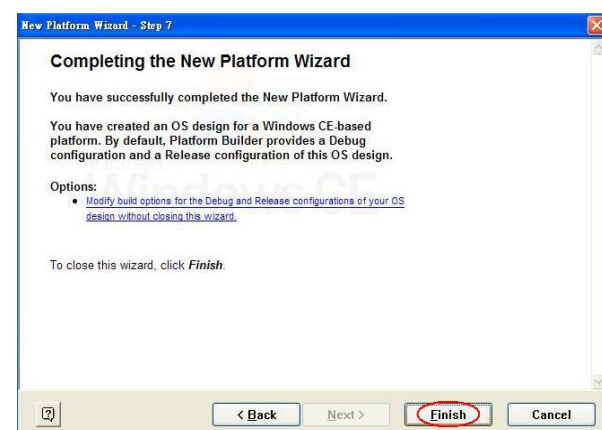 New Platform Wizard - Step 7
Completing the New Platform Wizard
You have successfully completed the New Platform Wizard.
You have created an OS design for a Windows CE-based
platform. By default, Platform Builder provides a Debug
configuration and a Release configuration of this OS design.
Windows CE
Options:
Modify build options for the Debug and Release configurations of your OS
design without closing this wizard.
To close this wizard, click Finish.
< Back
Next >
Finish
Cancel